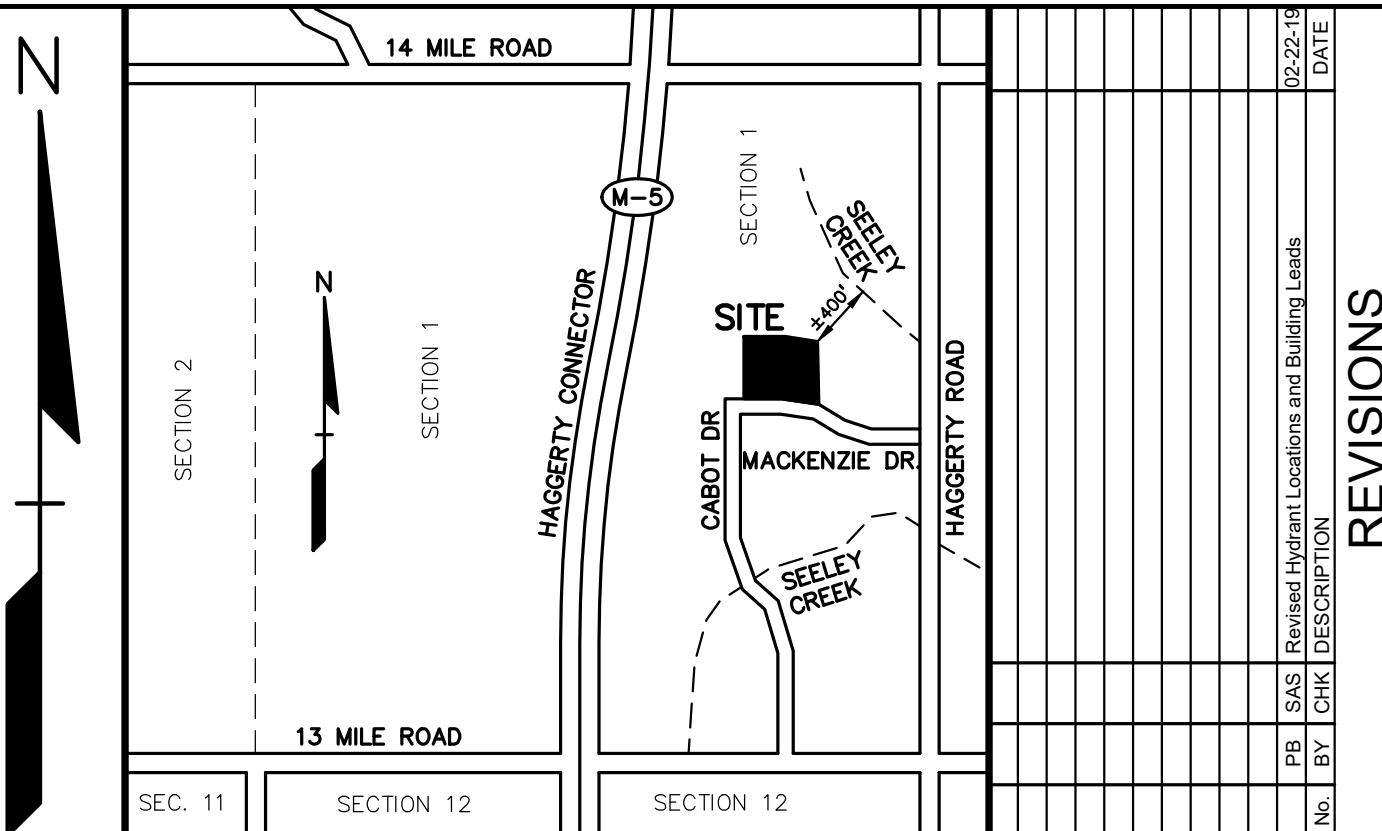 N
14 MILE ROAD
M-5
SECTION 1
SEELEY
CREEK
±400'
SITE
N
HAGGERTY CONNECTOR
SECTION 1
SECTION 2
HAGGERTY ROAD
CABOT DR
MACKENZIE DR.
SEELEY
CREEK
13 MILE ROAD
SEC. 11
SECTION 12
SECTION 12
PB SAS Revised Hydrant Locations and Building Leads 02-22-19
No. BY CHK DESCRIPTION DATE
REVISIONS